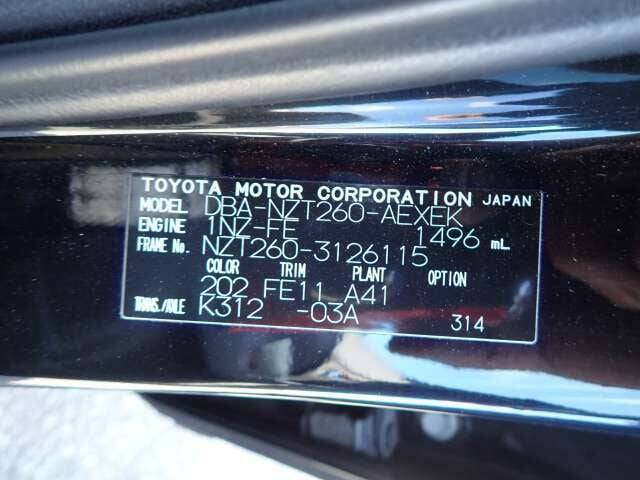 TOYOTA MOTOR CORPORATION JAPAN
MODEL DBA-NZT260-AEXEK
ENGINE 1NZ-FE 1496 mL
FRAME No. NZT260-3126115
COLOR TRIM PLANT OPTION
202 FE11 A41
TRANS./AXLE K312 -03A 314